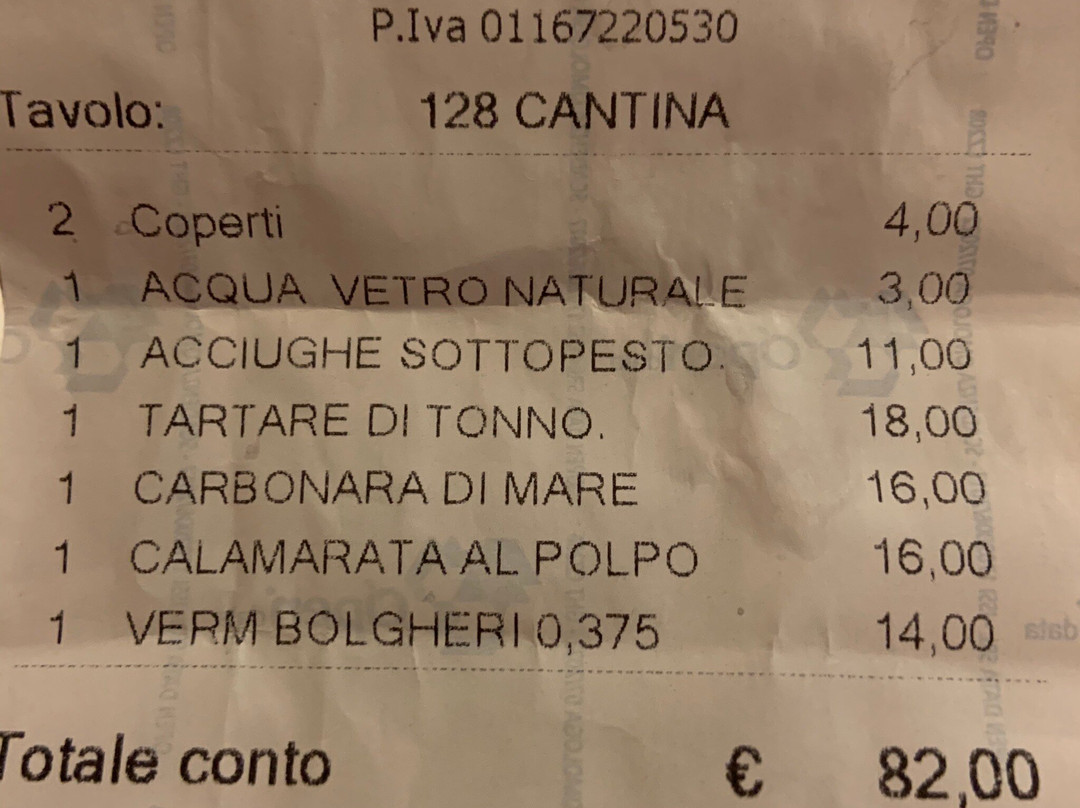 P.Iva 01167220530
Tavolo: 128 CANTINA
2 Coperti 4,00
1 ACQUA VETRO NATURALE 3,00
1 ACCIUGHE SOTTOPESTO. 11,00
1 TARTARE DI TONNO. 18,00
1 CARBONARA DI MARE 16,00
1 CALAMARATA AL POLPO 16,00
1 VERM BOLGHERI 0,375 14,00
Totale conto € 82,00